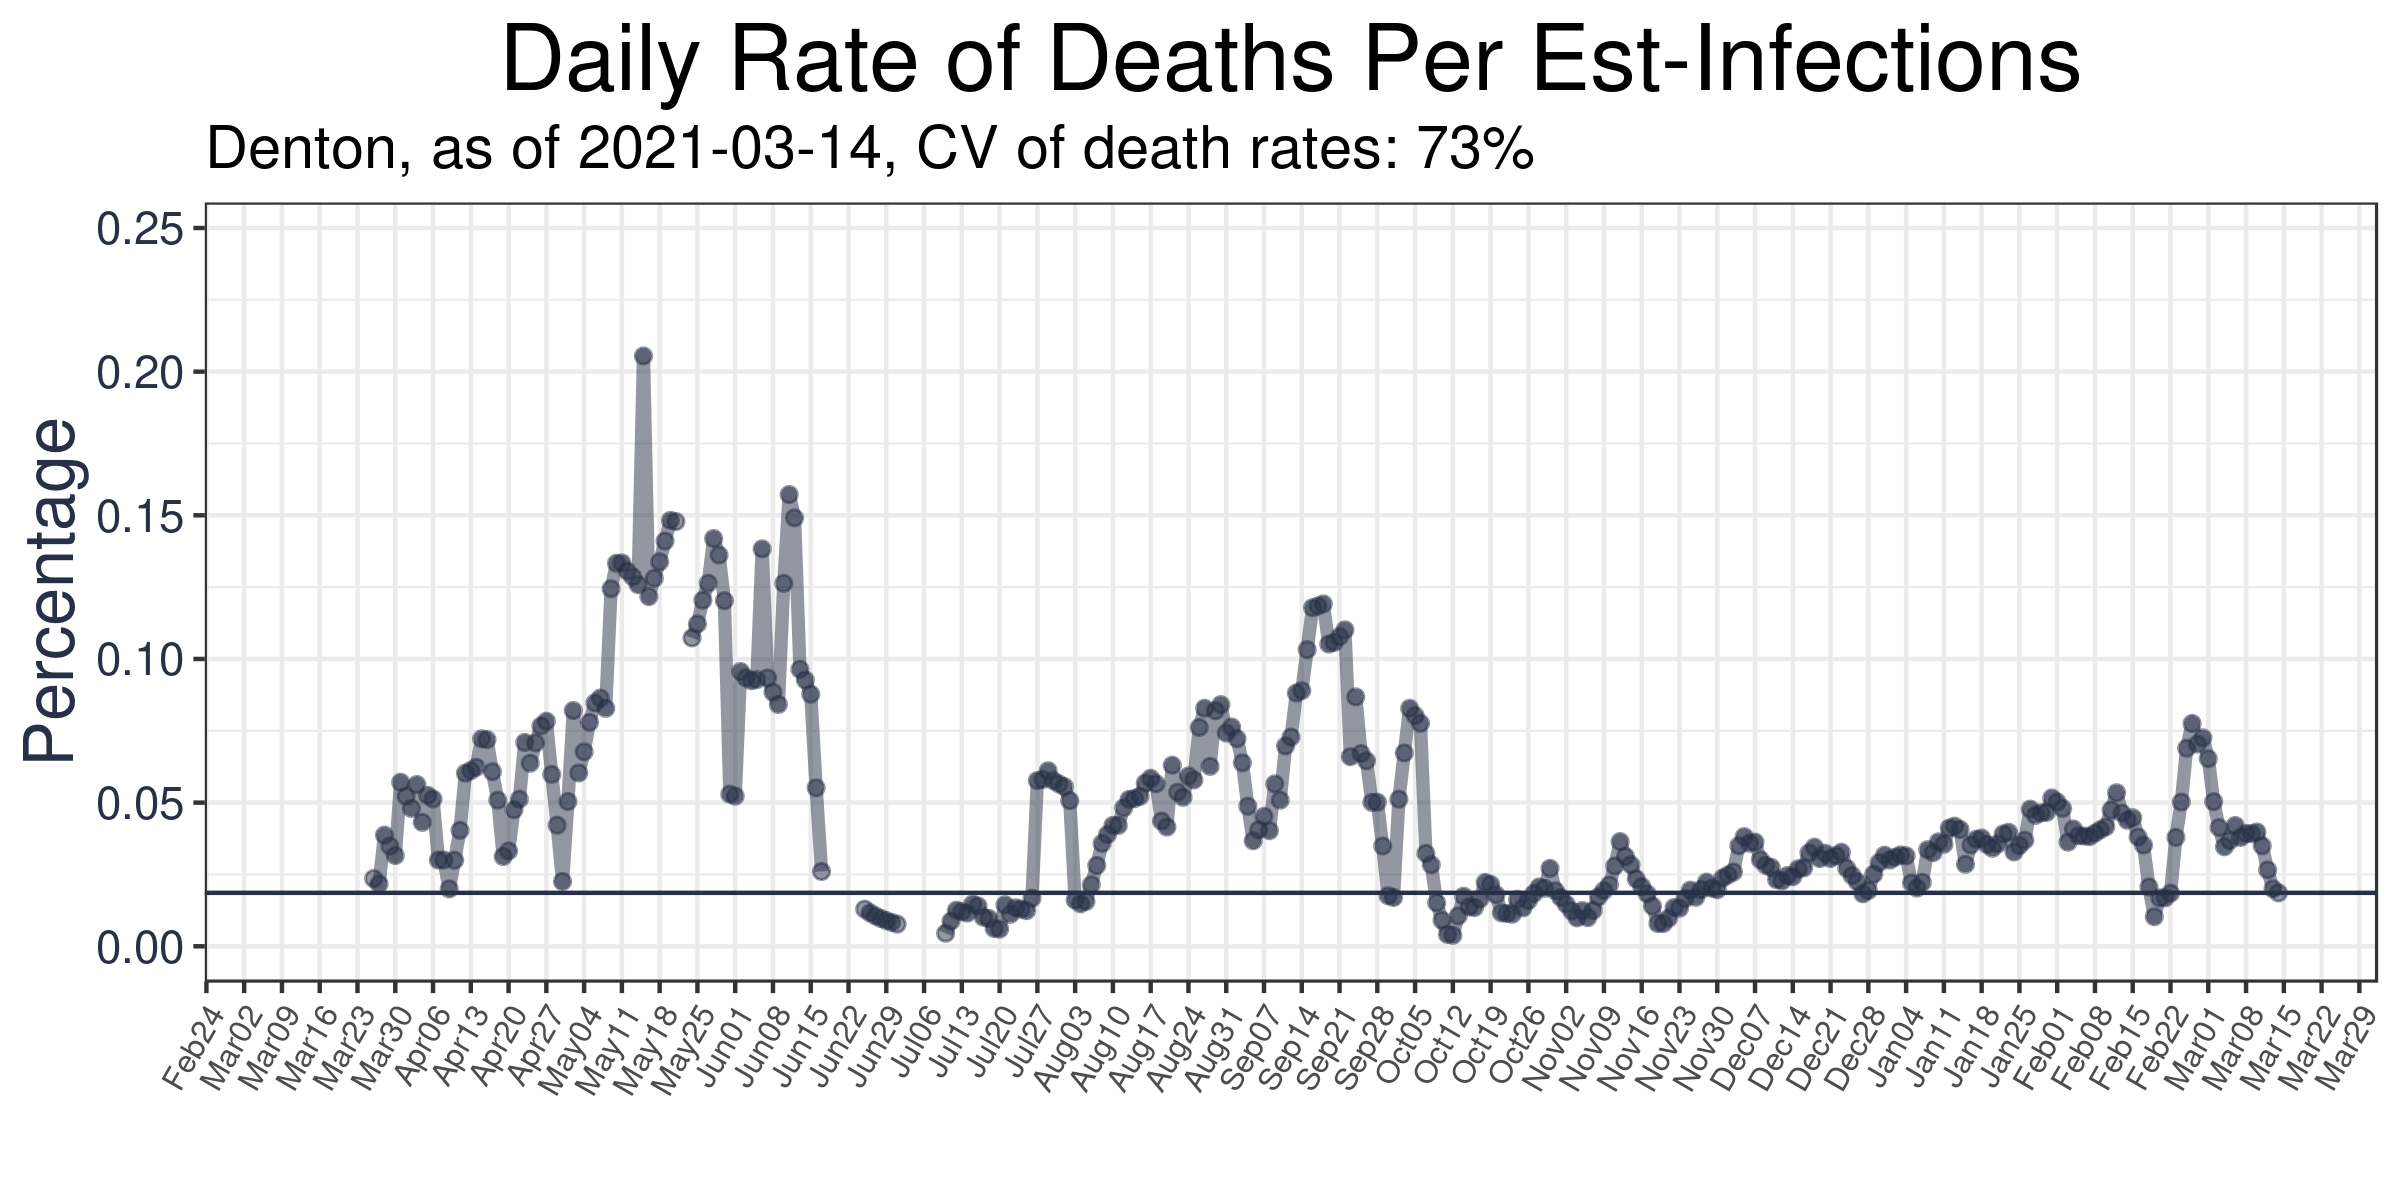 Daily Rate of Deaths Per Est-Infections
Denton, as of 2021-03-14, CV of death rates: 73%
Percentage
0.25
0.20
0.15
0.10
0.05
0.00
Feb24
Mar02
Mar09
Mar16
Mar23
Mar30
Apr06
Apr13
Apr20
Apr27
May04
May11
May18
May25
Jun01
Jun08
Jun15
Jun22
Jun29
Jul06
Jul13
Jul20
Jul27
Aug03
Aug10
Aug17
Aug24
Aug31
Sep07
Sep14
Sep21
Sep28
Oct05
Oct12
Oct19
Oct26
Nov02
Nov09
Nov16
Nov23
Nov30
Dec07
Dec14
Dec21
Dec28
Jan04
Jan11
Jan18
Jan25
Feb01
Feb08
Feb15
Feb22
Mar01
Mar08
Mar15
Mar22
Mar29